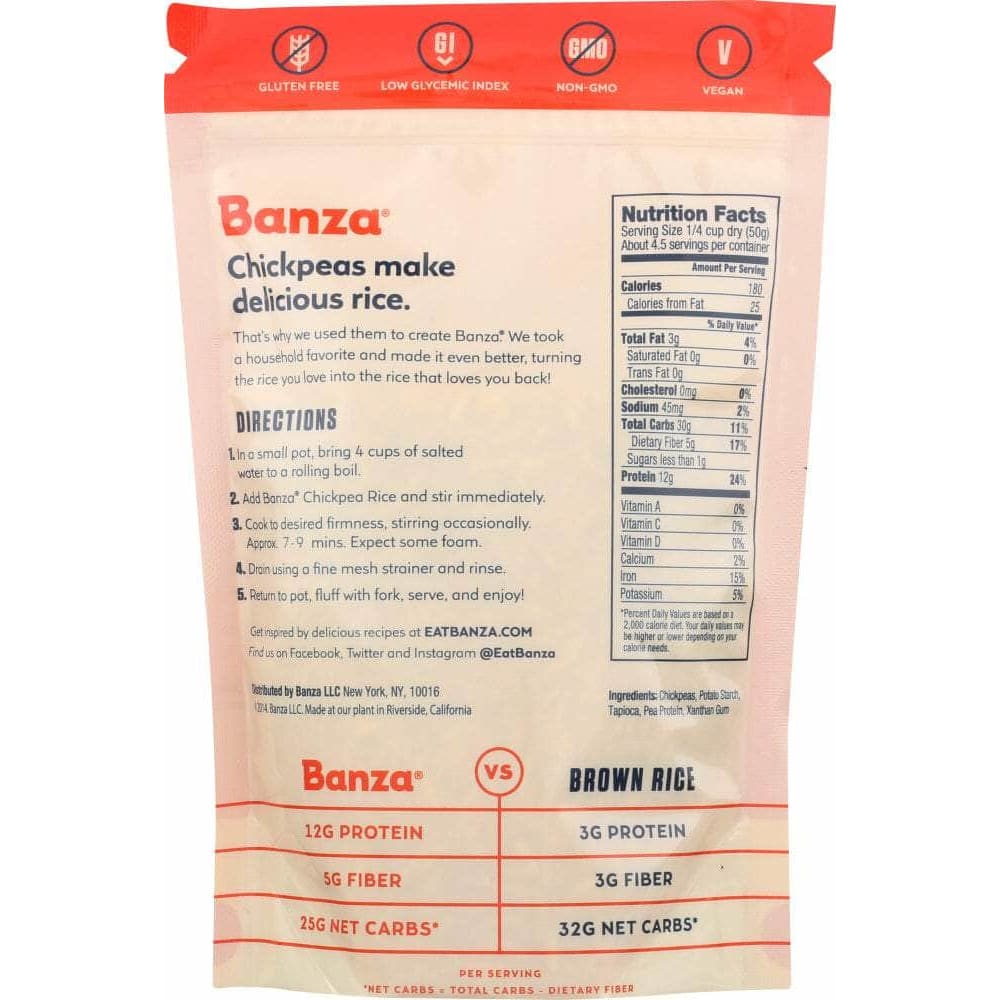 GI
GMO
V
GLUTEN FREE
LOW GLYCEMIC INDEX
NON-GMO
VEGAN
Banza®
Chickpeas make
delicious rice.
That's why we used them to create Banza.® We took
a household favorite and made it even better, turning
the rice you love into the rice that loves you back!
DIRECTIONS
1. In a small pot, bring 4 cups of salted
water to a rolling boil.
2. Add Banza® Chickpea Rice and stir immediately.
3. Cook to desired firmness, stirring occasionally.
Approx. 7-9 mins. Expect some foam.
4. Drain using a fine mesh strainer and rinse.
5. Return to pot, fluff with fork, serve, and enjoy!
Get inspired by delicious recipes at EATBANZA.COM
Find us on Facebook, Twitter and Instagram @EatBanza
Distributed by Banza LLC New York, NY, 10016
©2014 Banza LLC. Made at our plant in Riverside, California
Nutrition Facts
Serving Size 1/4 cup dry (50g)
About 4.5 servings per container
Amount Per Serving
Calories 180
Calories from Fat 25
% Daily Value*
Total Fat 3g 4%
Saturated Fat 0g 0%
Trans Fat 0g
Cholesterol 0mg 0%
Sodium 45mg 2%
Total Carbs 30g 11%
Dietary Fiber 5g 17%
Sugars less than 1g
Protein 12g 24%
Vitamin A 0%
Vitamin C 0%
Vitamin D 0%
Calcium 2%
Iron 15%
Potassium 5%
*Percent Daily Values are based on a
2,000 calorie diet. Your daily values may
be higher or lower depending on your
calorie needs.
Ingredients: Chickpeas, Potato Starch,
Tapioca, Pea Protein, Xanthan Gum
Banza® VS BROWN RICE
12G PROTEIN 3G PROTEIN
5G FIBER 3G FIBER
25G NET CARBS* 32G NET CARBS*
PER SERVING
*NET CARBS = TOTAL CARBS - DIETARY FIBER